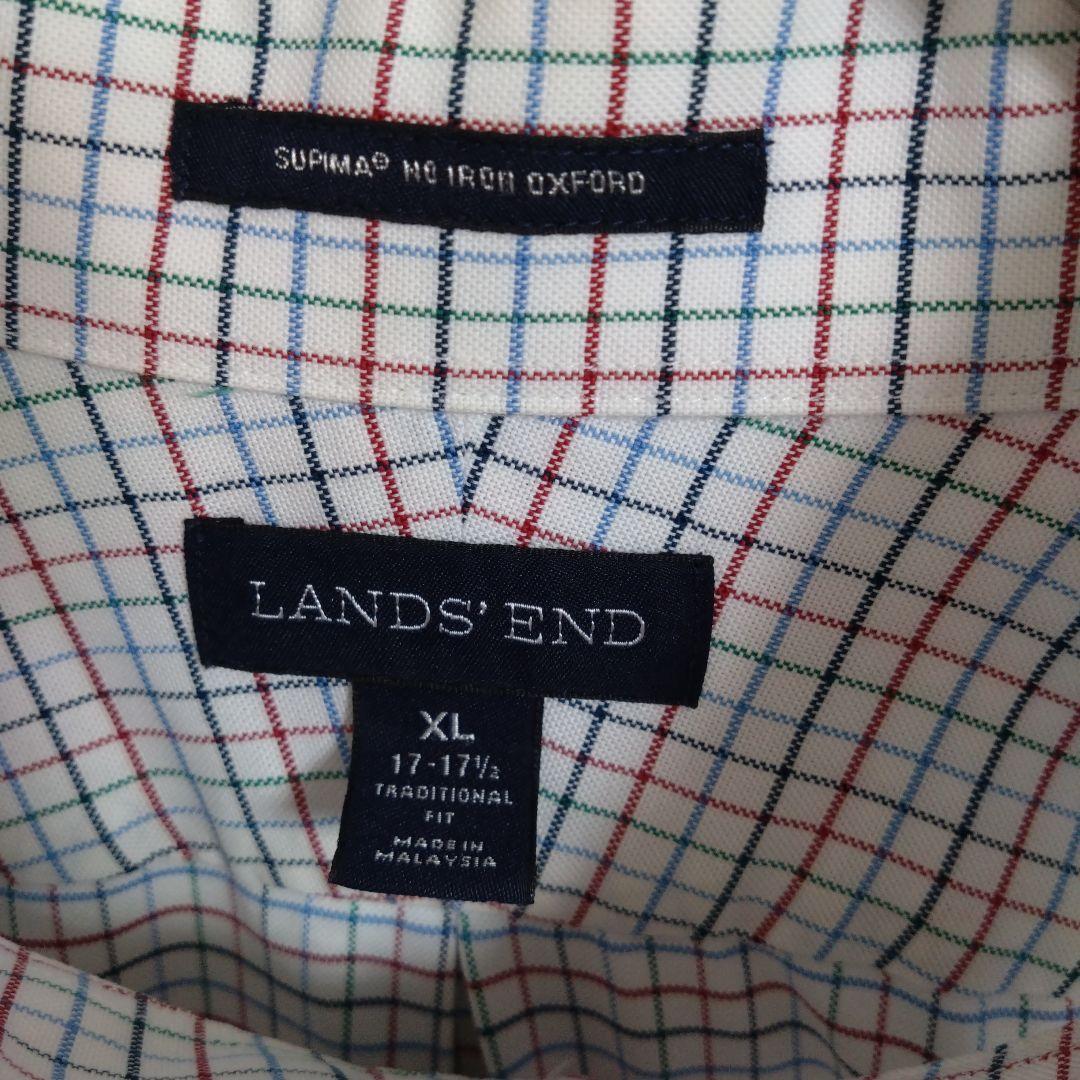 SUPIMA® NO IRON OXFORD
LANDS' END
XL
17-17½
TRADITIONAL
FIT
MADE IN
MALAYSIA